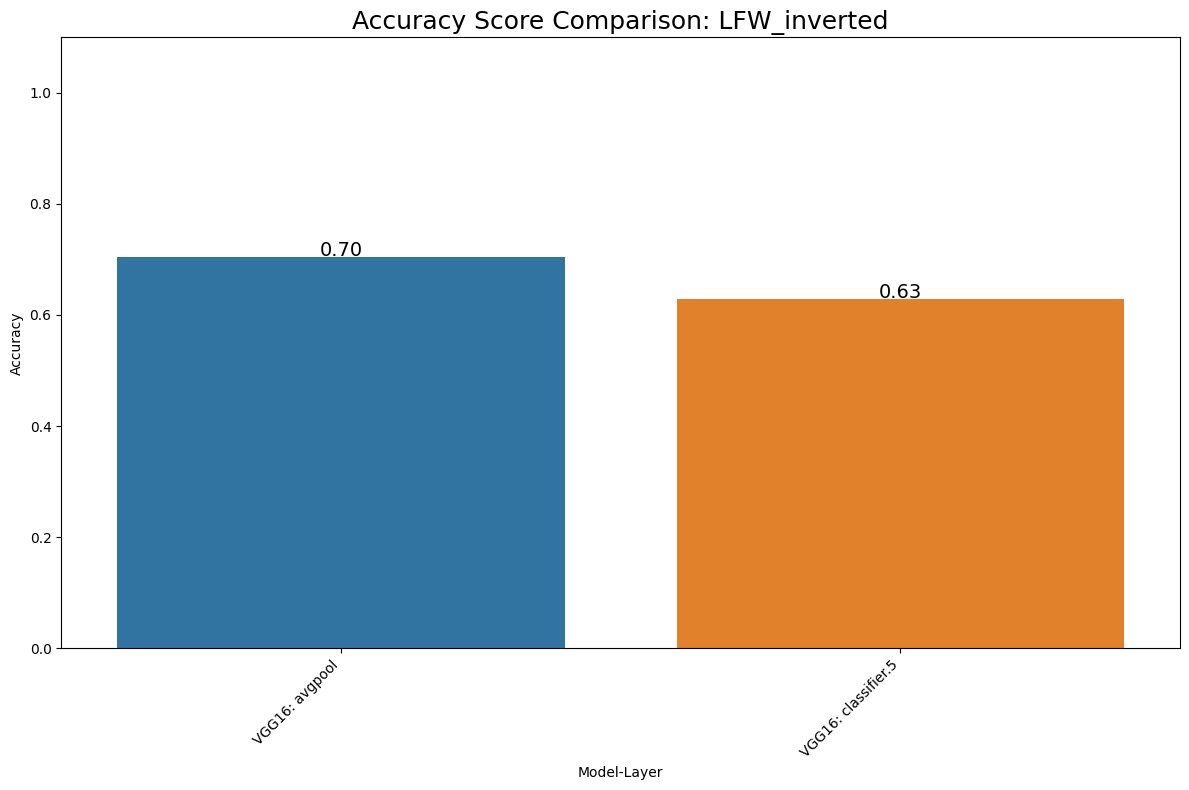 Accuracy Score Comparison: LFW_inverted
Accuracy
1.0
0.8
0.6
0.4
0.2
0.0
0.70
0.63
VGG16: avgpool
VGG16: classifier.5
Model-Layer